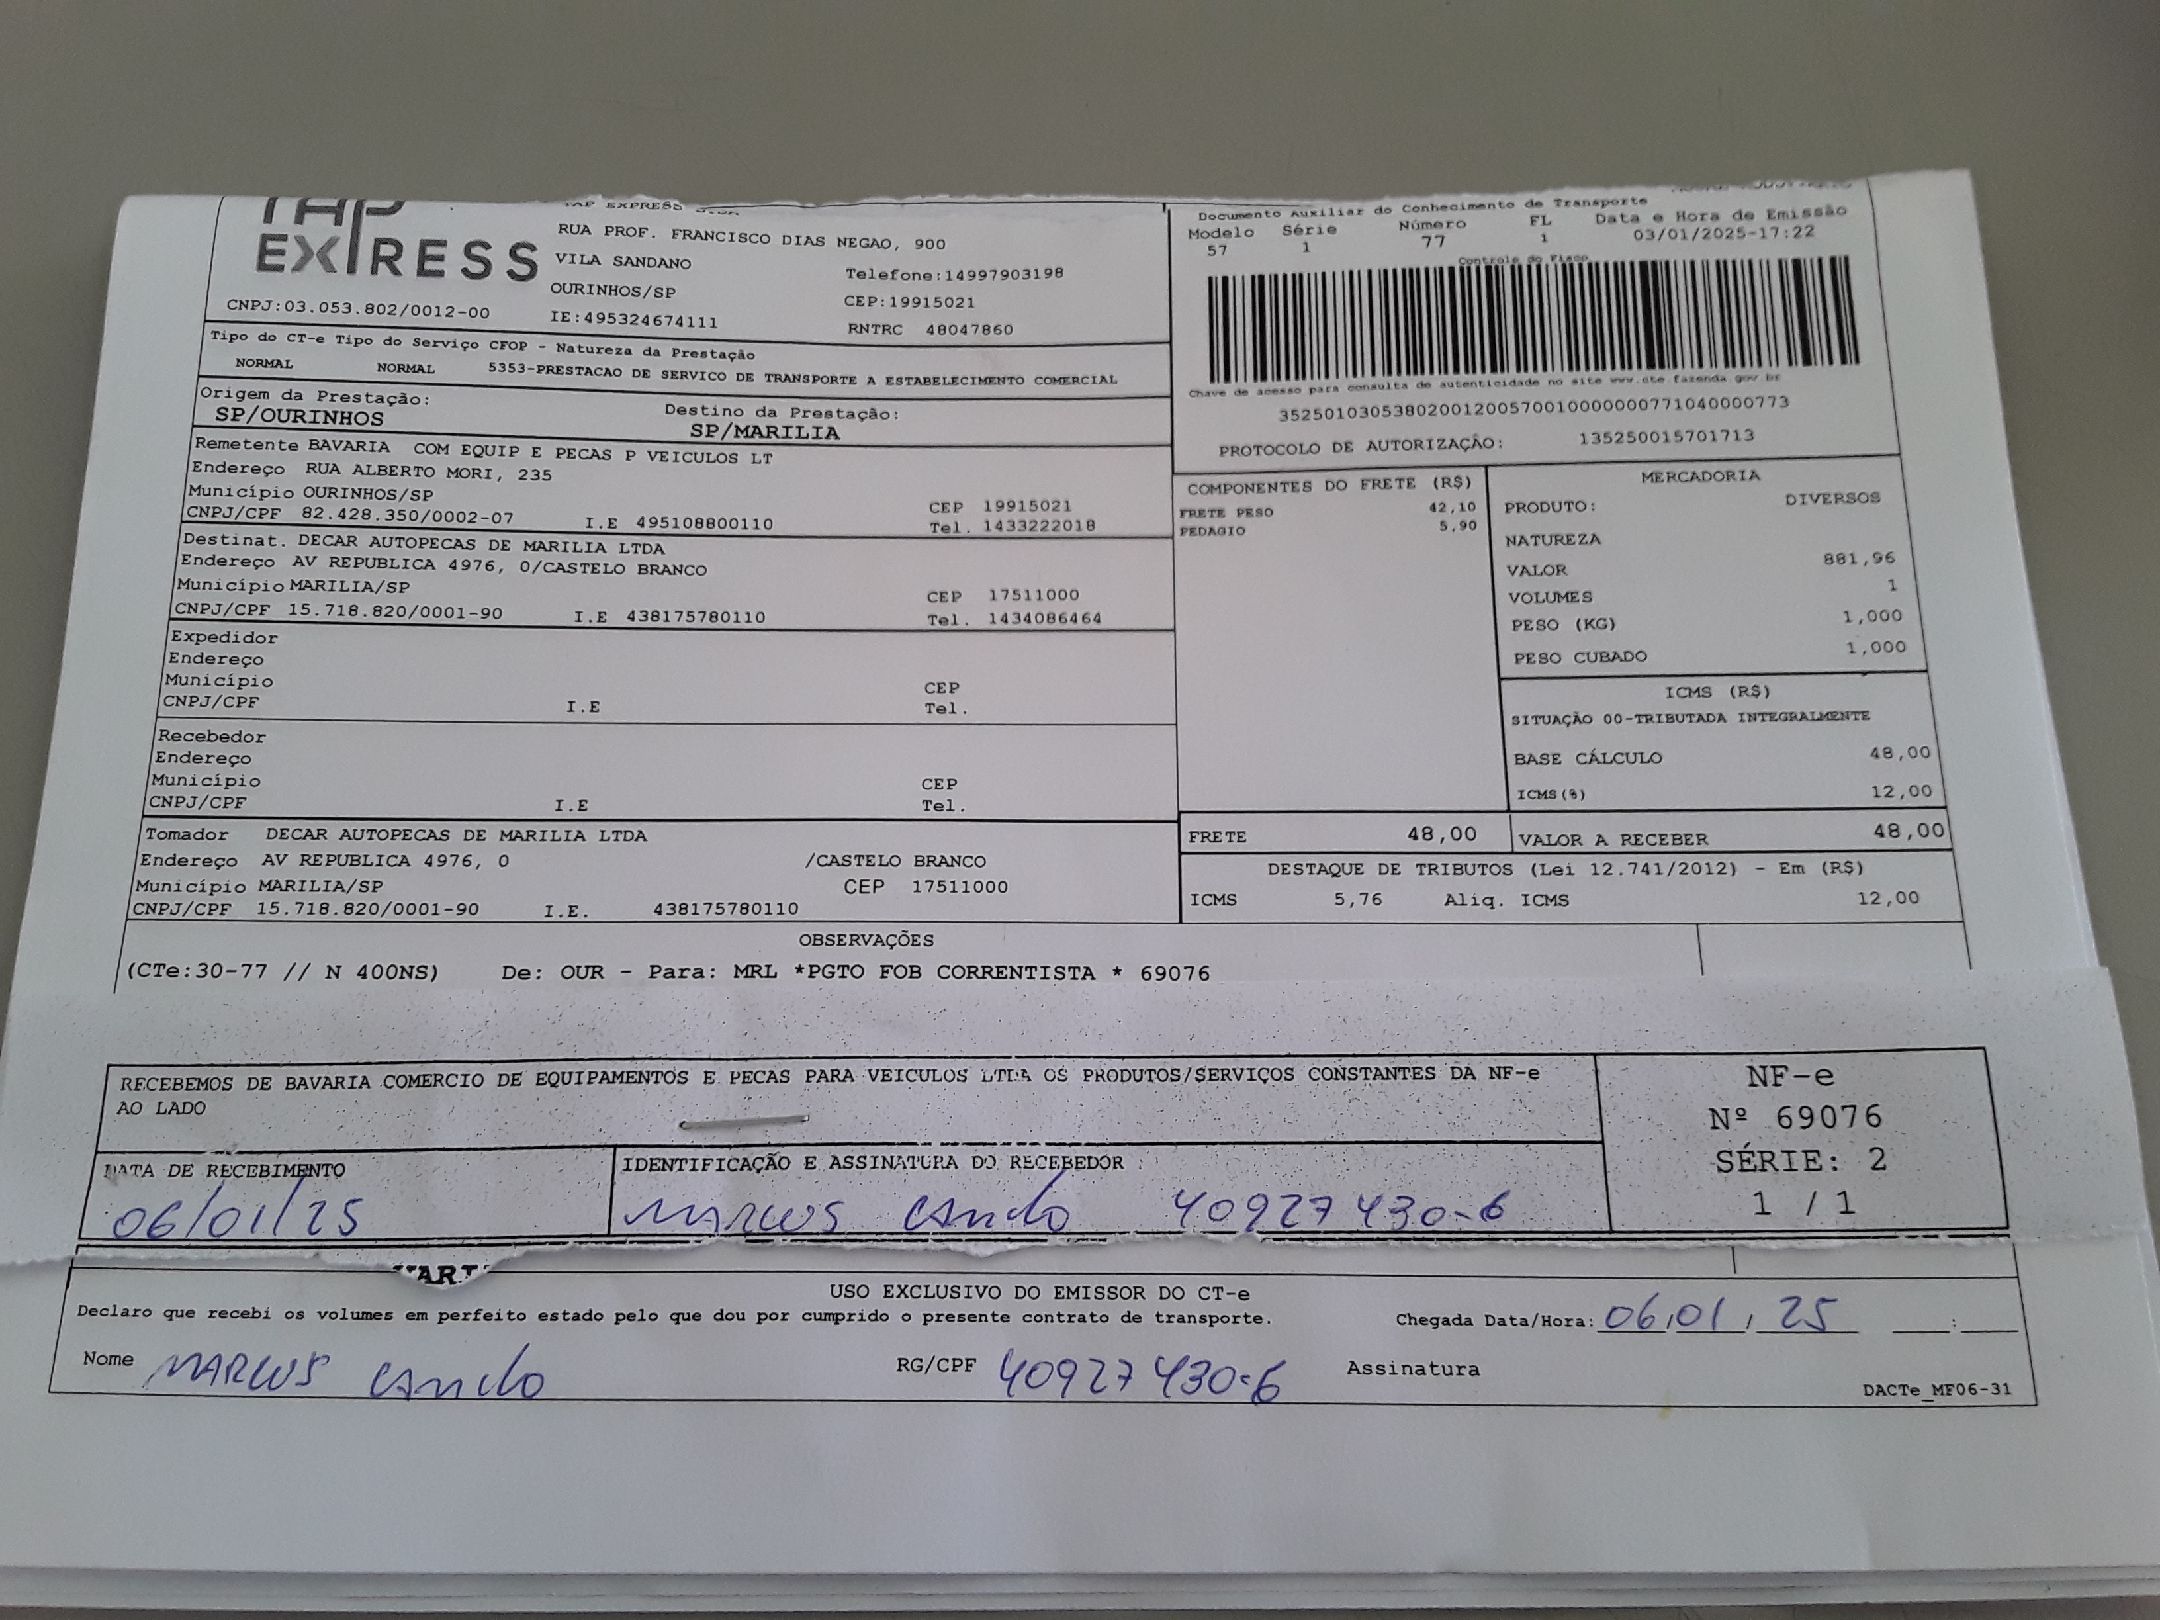 TAP
EXPRESS
CNPJ:03.053.802/0012-00
TAP EXPRESS
RUA PROF. FRANCISCO DIAS NEGAO, 900
VILA SANDANO
Telefone:14997903198
OURINHOS/SP
CEP:19915021
IE:495324674111
RNTRC 48047860
Documento Auxiliar do Conhecimento de Transporte
Modelo Série Número FL Data e Hora de Emissão
57 1 77 1 03/01/2025-17:22
Controle do Fisco
Chave de acesso para consulta de autenticidade no site www.cte.fazenda.gov.br
35250103053802001200570010000000771040000773
PROTOCOLO DE AUTORIZAÇÃO: 135250015701713
Tipo do CT-e Tipo do Serviço CFOP - Natureza da Prestação
NORMAL NORMAL 5353-PRESTACAO DE SERVICO DE TRANSPORTE A ESTABELECIMENTO COMERCIAL
Origem da Prestação: Destino da Prestação:
SP/OURINHOS SP/MARILIA
Remetente BAVARIA COM EQUIP E PECAS P VEICULOS LT
Endereço RUA ALBERTO MORI, 235
Município OURINHOS/SP CEP 19915021
CNPJ/CPF 82.428.350/0002-07 I.E 495108800110 Tel. 1433222018
Destinat. DECAR AUTOPECAS DE MARILIA LTDA
Endereço AV REPUBLICA 4976, 0/CASTELO BRANCO
Município MARILIA/SP CEP 17511000
CNPJ/CPF 15.718.820/0001-90 I.E 438175780110 Tel. 1434086464
Expedidor
Endereço
Município CEP
CNPJ/CPF I.E Tel.
Recebedor
Endereço
Município CEP
CNPJ/CPF I.E Tel.
Tomador DECAR AUTOPECAS DE MARILIA LTDA
Endereço AV REPUBLICA 4976, 0 /CASTELO BRANCO
Município MARILIA/SP CEP 17511000
CNPJ/CPF 15.718.820/0001-90 I.E. 438175780110
COMPONENTES DO FRETE (R$)
FRETE PESO 42,10
PEDAGIO 5,90
MERCADORIA
PRODUTO: DIVERSOS
NATUREZA
VALOR 881,96
VOLUMES 1
PESO (KG) 1,000
PESO CUBADO 1,000
ICMS (R$)
SITUAÇÃO 00-TRIBUTADA INTEGRALMENTE
BASE CÁLCULO 48,00
ICMS(%) 12,00
FRETE 48,00 VALOR A RECEBER 48,00
DESTAQUE DE TRIBUTOS (Lei 12.741/2012) - Em (R$)
ICMS 5,76 Aliq. ICMS 12,00
OBSERVAÇÕES
(CTe:30-77 // N 400NS) De: OUR - Para: MRL *PGTO FOB CORRENTISTA * 69076
RECEBEMOS DE BAVARIA COMERCIO DE EQUIPAMENTOS E PECAS PARA VEICULOS LTDA OS PRODUTOS/SERVIÇOS CONSTANTES DA NF-e
AO LADO
NF-e
Nº 69076
SÉRIE: 2
1 / 1
DATA DE RECEBIMENTO IDENTIFICAÇÃO E ASSINATURA DO RECEBEDOR
06/01/25 MARCUS 40927430-6
USO EXCLUSIVO DO EMISSOR DO CT-e
Declaro que recebi os volumes em perfeito estado pelo que dou por cumprido o presente contrato de transporte. Chegada Data/Hora: 06/01/25 __:__
Nome MARCUS RG/CPF 40927430-6 Assinatura
DACTe_MF06-31